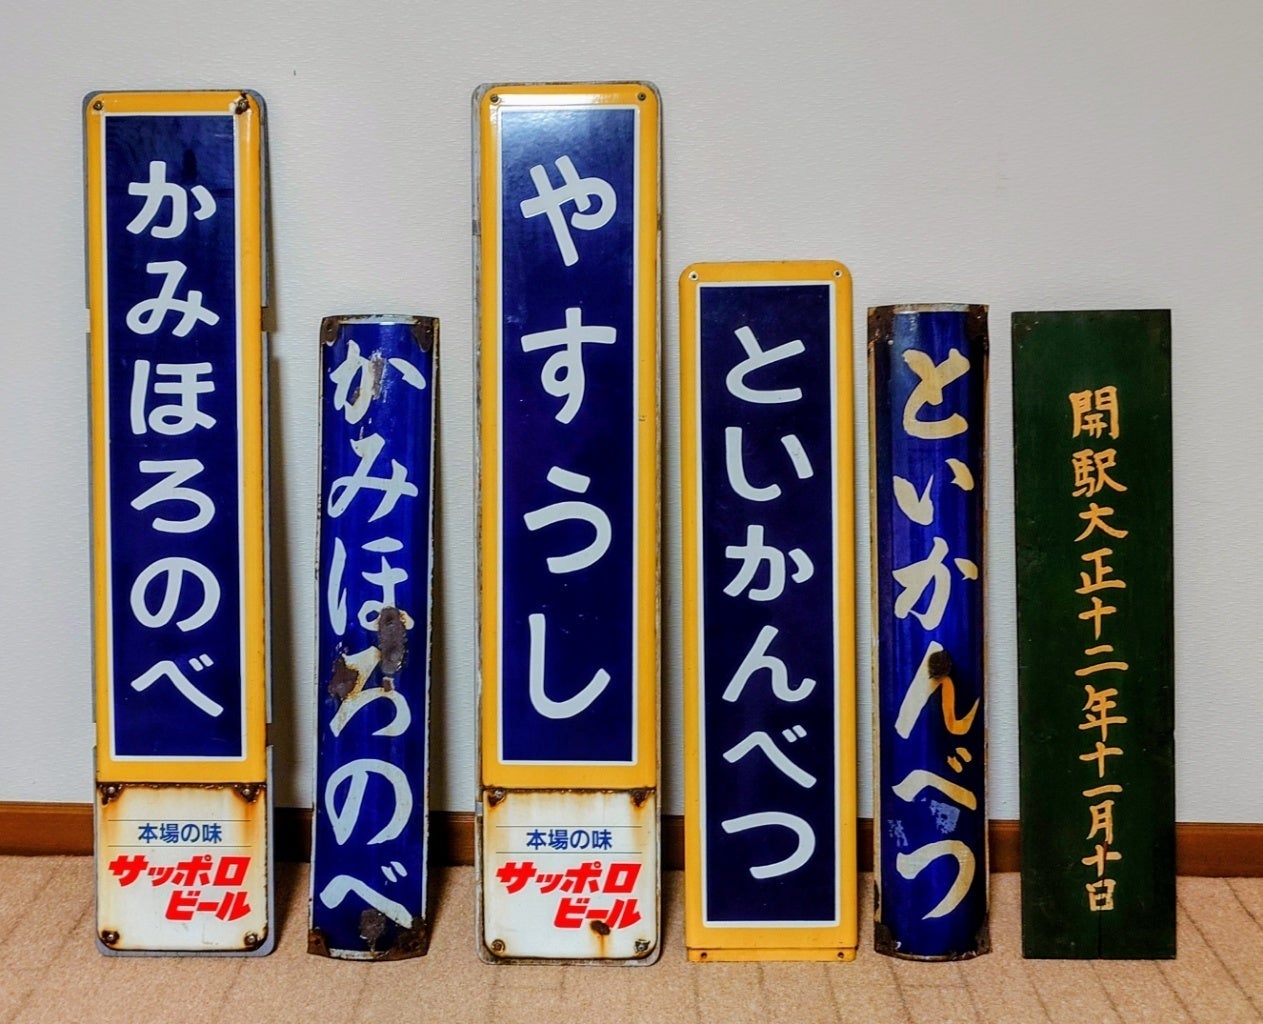 かみほろのべ
本場の味
サッポロ
ビール
かみほろのべ
やすうし
本場の味
サッポロ
ビール
といかんべつ
といかんべつ
開駅大正十二年十一月十日